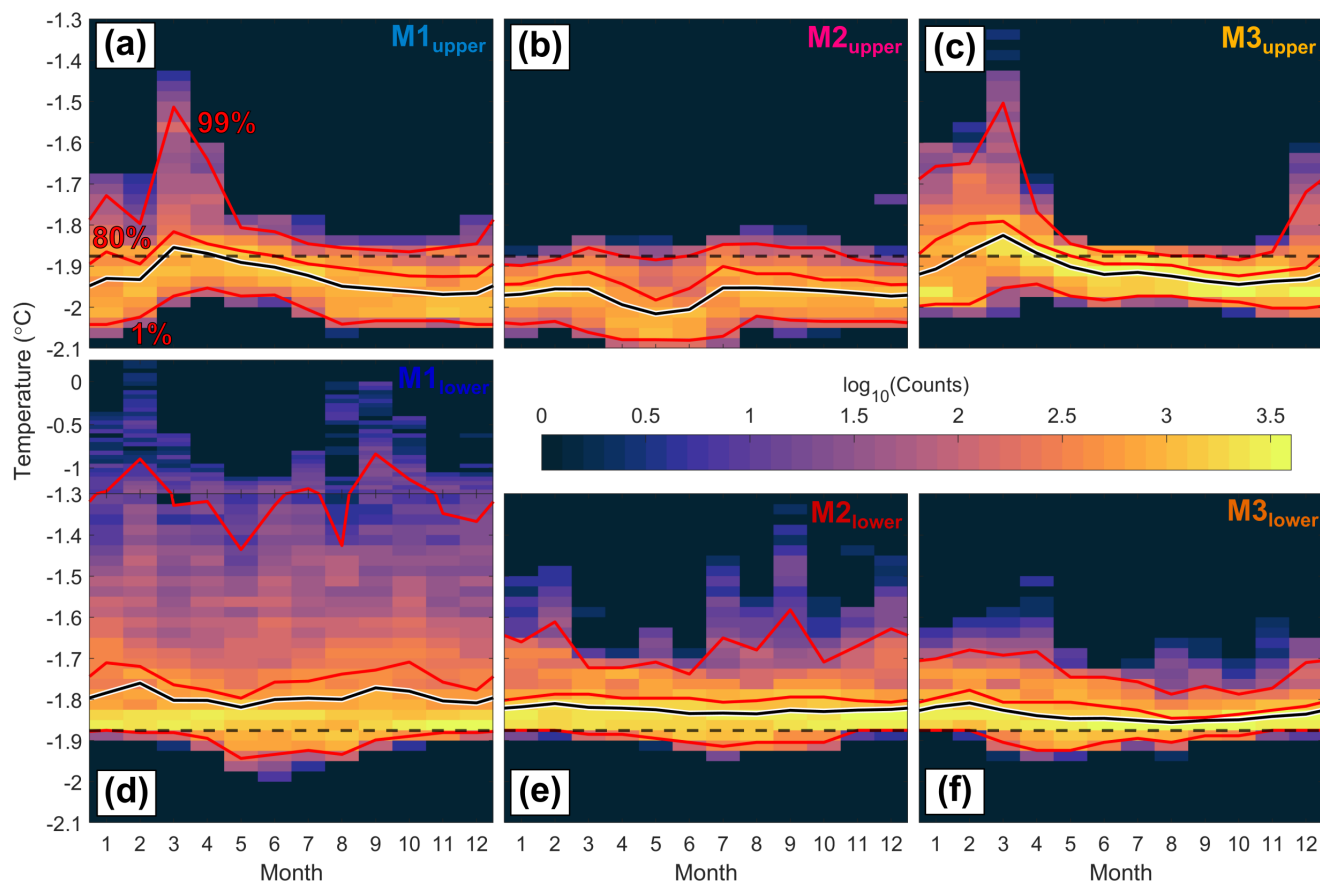 (a) M1upper
(b) M2upper
(c) M3upper
99%
80%
1%
-1.3
-1.4
-1.5
-1.6
-1.7
-1.8
-1.9
-2
-2.1
Temperature (°C)
(d) M1lower
0
-0.5
-1
-1.3
-1.4
-1.5
-1.6
-1.7
-1.8
-1.9
-2
-2.1
log10(Counts)
0 0.5 1 1.5 2 2.5 3 3.5
(e) M2lower
(f) M3lower
1 2 3 4 5 6 7 8 9 10 11 12
Month
1 2 3 4 5 6 7 8 9 10 11 12
Month
1 2 3 4 5 6 7 8 9 10 11 12
Month